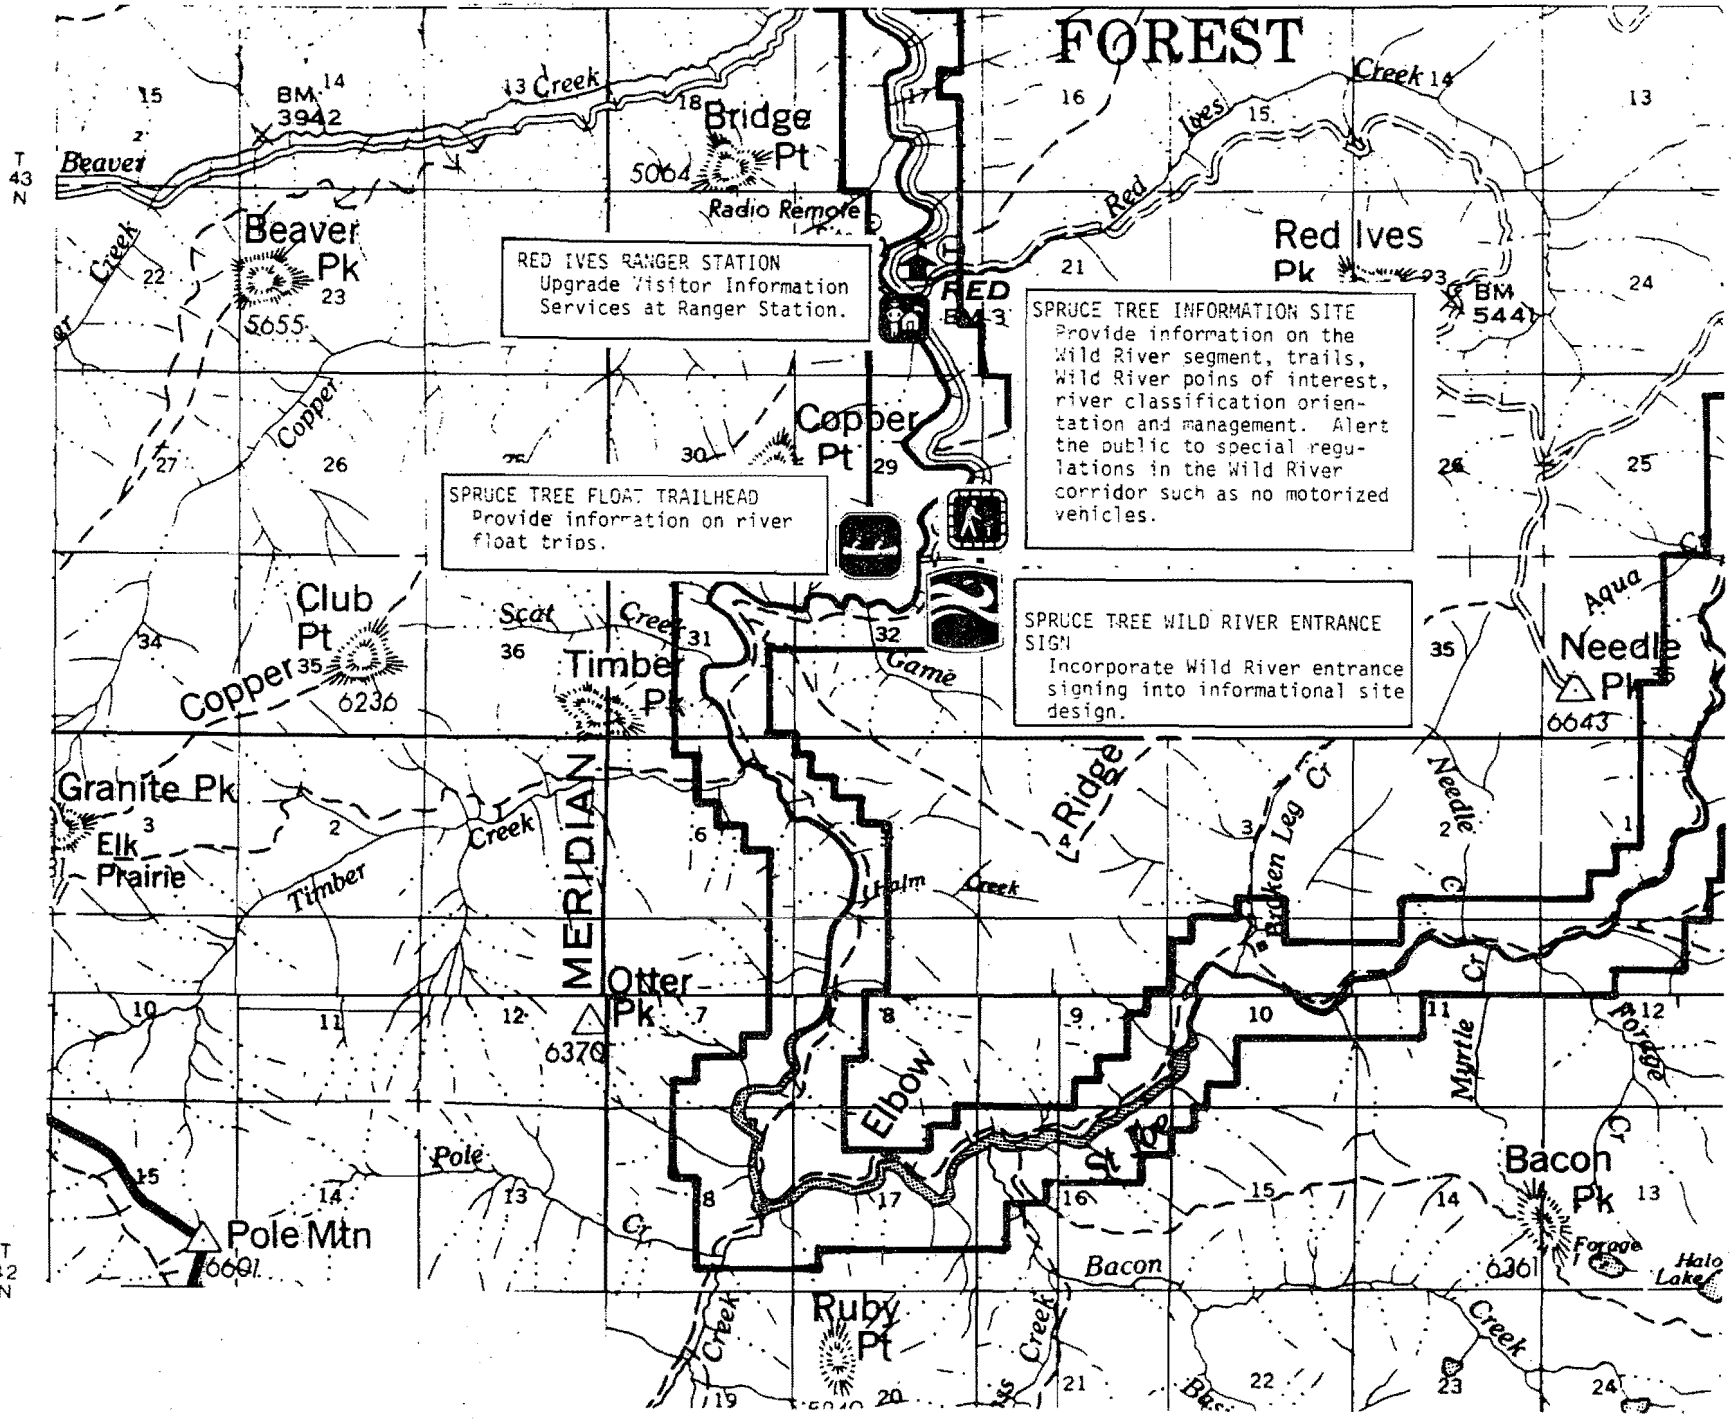 FOREST
15
14
13 Creek
18
17
16
Creek 14
13
BM
3942
Bridge
Pt
5064
Ives
15
T
43
N
Beaver
Radio Remote
Red
Beaver
Pk
Creek
22
23
5655
RED IVES RANGER STATION
Upgrade Visitor Information
Services at Ranger Station.
RED
BM 3
21
Red Ives
Pk
23
24
BM
5441
SPRUCE TREE INFORMATION SITE
Provide information on the
Wild River segment, trails,
Wild River poins of interest,
river classification orien-
tation and management. Alert
the public to special regu-
lations in the Wild River
corridor such as no motorized
vehicles.
Copper
27
26
30
Copper
Pt
29
26
25
SPRUCE TREE FLOAT TRAILHEAD
Provide information on river
float trips.
Club
Pt
34
35
6236
Copper
Scat
Creek
36
31
32
Timber
Pk
Game
SPRUCE TREE WILD RIVER ENTRANCE
SIGN
Incorporate Wild River entrance
signing into informational site
design.
35
Aqua
Cr
Needle
Pk
36
6643
Granite Pk
3
2
Elk
Prairie
Timber
Creek
MERIDIAN
6
Halm
Creek
Ridge
4
3
Broken Leg Cr
Needle
Cr
2
1
Otter
Pk
6370
10
11
12
7
8
9
10
11
12
Elbow
Myrtle
Cr
Forage
Cr
15
Pole
14
13
Cr
8
17
St Joe
16
15
14
13
Bacon
Pk
6361
Pole Mtn
6601
T
42
N
Forage
Halo
Lake
Bacon
Creek
Ruby
Pt
Creek
Creek
19
20
21
22
23
24